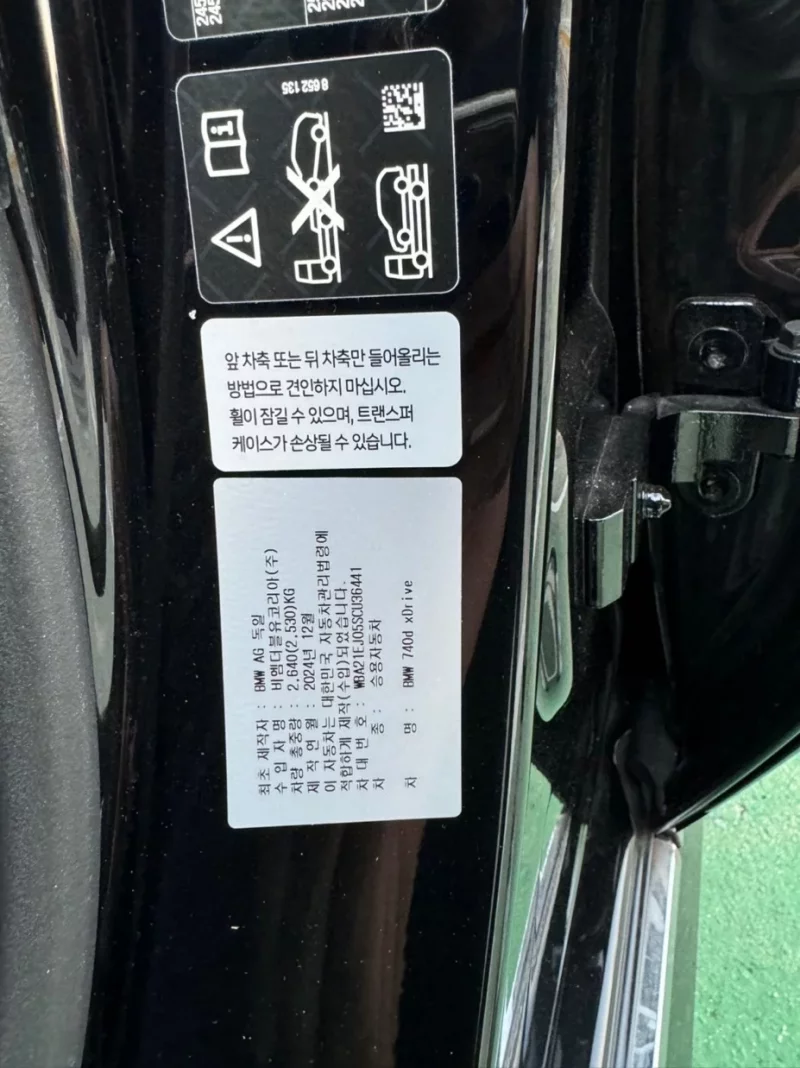 245
245
8 652 135
앞 차축 또는 뒤 차축만 들어올리는
방법으로 견인하지 마십시오.
휠이 잠길 수 있으며, 트랜스퍼
케이스가 손상될 수 있습니다.
최초 제작자 : BMW AG 독일
수 입 자 명 : 비엠더블유코리아(주)
차량 총중량 : 2.640(2.530)KG
제 작 연 월 : 2024년 12월
이 자동차는 대한민국 자동차관리법령에
적합하게 제작(수입)되었습니다.
차 대 번 호 : WBA21EJ05SCU36441
차 종 : 승용자동차
차 명 : BMW 740d xDrive